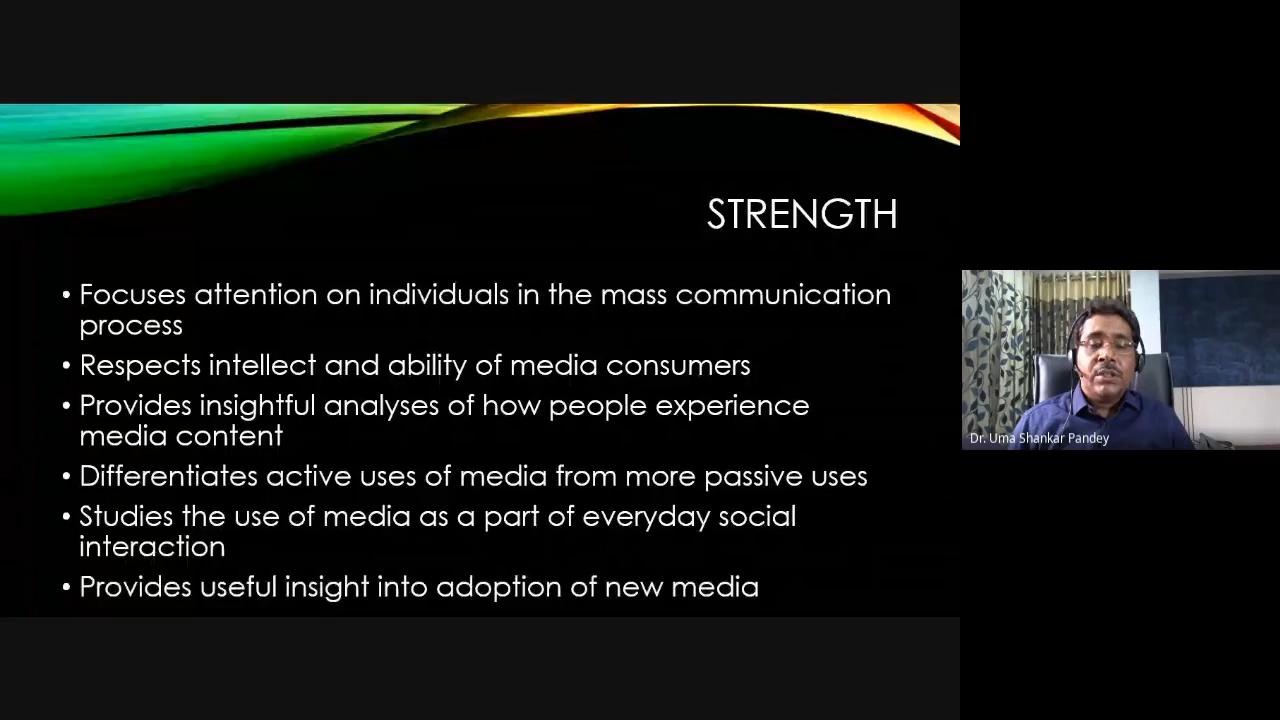 STRENGTH
• Focuses attention on individuals in the mass communication
process
• Respects intellect and ability of media consumers
• Provides insightful analyses of how people experience
media content
• Differentiates active uses of media from more passive uses
• Studies the use of media as a part of everyday social
interaction
• Provides useful insight into adoption of new media
Dr. Uma Shankar Pandey